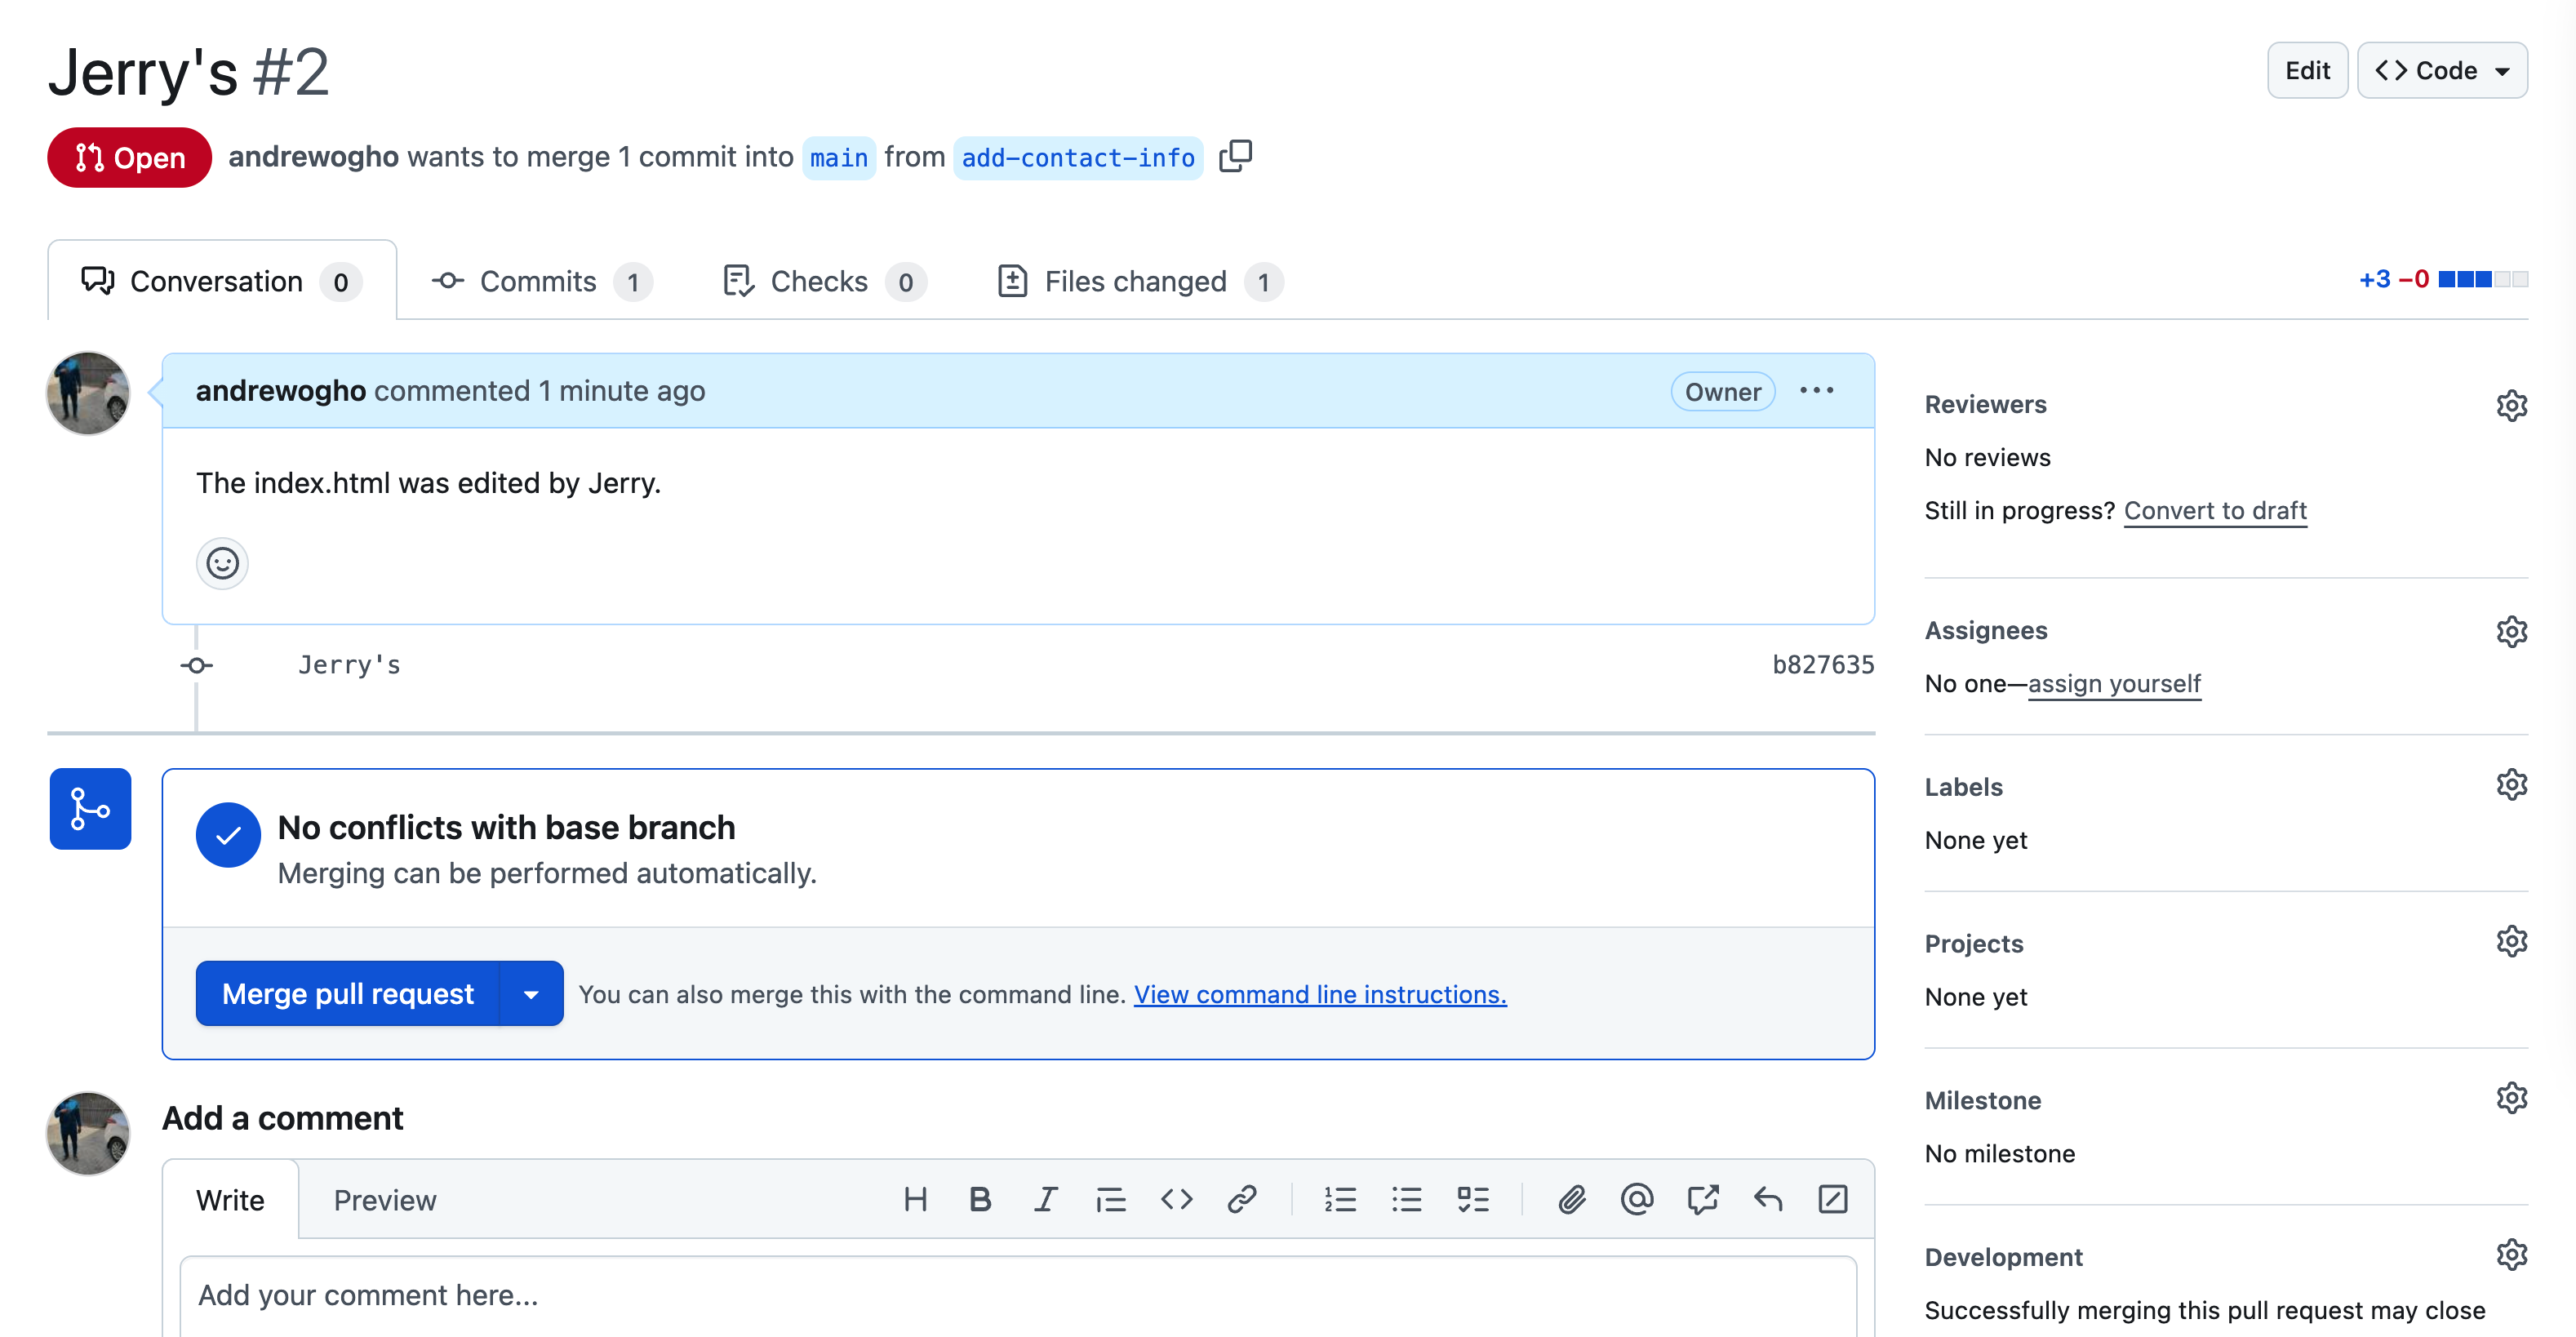 Jerry's #2
Edit
Code
Open
andrewogho wants to merge 1 commit into main from add-contact-info
Conversation 0
Commits 1
Checks 0
Files changed 1
+3 −0
andrewogho commented 1 minute ago
Owner
The index.html was edited by Jerry.
Jerry's
b827635
No conflicts with base branch
Merging can be performed automatically.
Merge pull request
You can also merge this with the command line. View command line instructions.
Add a comment
Write
Preview
Add your comment here...
Reviewers
No reviews
Still in progress? Convert to draft
Assignees
No one—assign yourself
Labels
None yet
Projects
None yet
Milestone
No milestone
Development
Successfully merging this pull request may close